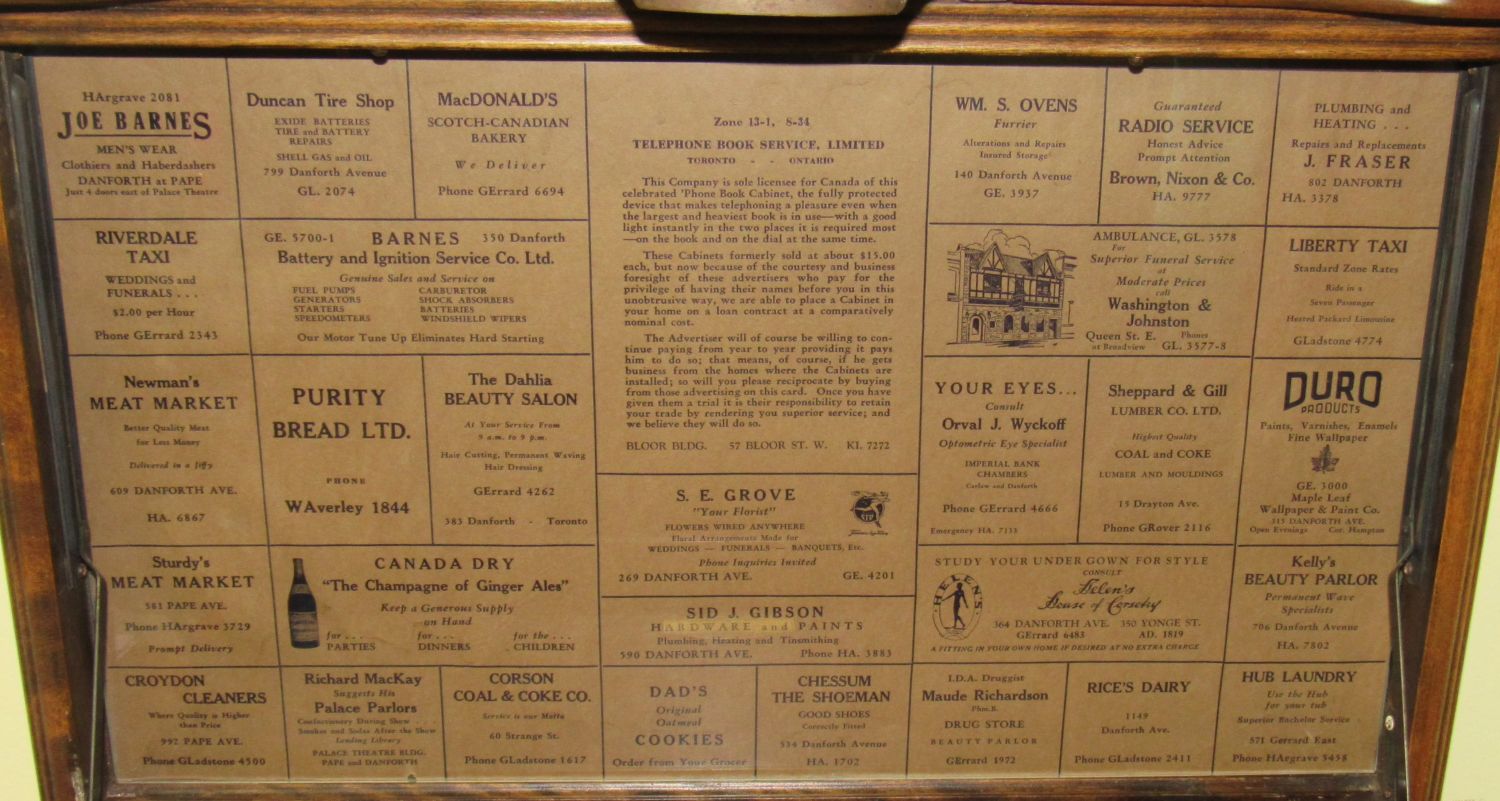 HArgrave 2081
JOE BARNES
MEN'S WEAR
Clothiers and Haberdashers
DANFORTH at PAPE
Just 4 doors east of Palace Theatre
Duncan Tire Shop
EXIDE BATTERIES
TIRE and BATTERY
REPAIRS
SHELL GAS and OIL
799 Danforth Avenue
GL. 2074
MacDONALD'S
SCOTCH-CANADIAN
BAKERY
We Deliver
Phone GErrard 6694
Zone 13-1, 8-34
TELEPHONE BOOK SERVICE, LIMITED
TORONTO - - ONTARIO
This Company is sole licensee for Canada of this
celebrated 'Phone Book Cabinet, the fully protected
device that makes telephoning a pleasure even when
the largest and heaviest book is in use—with a good
light instantly in the two places it is required most
—on the book and on the dial at the same time.
These Cabinets formerly sold at about $15.00
each, but now because of the courtesy and business
foresight of these advertisers who pay for the
privilege of having their names before you in this
unobtrusive way, we are able to place a Cabinet in
your home on a loan contract at a comparatively
nominal cost.
The Advertiser will of course be willing to con-
tinue paying from year to year providing it pays
him to do so; that means, of course, if he gets
business from the homes where the Cabinets are
installed; so will you please reciprocate by buying
from those advertising on this card. Once you have
given them a trial it is their responsibility to retain
your trade by rendering you superior service; and
we believe they will do so.
BLOOR BLDG. 57 BLOOR ST. W. KI. 7272
WM. S. OVENS
Furrier
Alterations and Repairs
Insured Storage
140 Danforth Avenue
GE. 3937
Guaranteed
RADIO SERVICE
Honest Advice
Prompt Attention
Brown, Nixon & Co.
HA. 9777
PLUMBING and
HEATING . . .
Repairs and Replacements
J. FRASER
802 DANFORTH
HA. 3378
RIVERDALE
TAXI
WEDDINGS and
FUNERALS . . .
$2.00 per Hour
Phone GErrard 2343
GE. 5700-1 BARNES 350 Danforth
Battery and Ignition Service Co. Ltd.
Genuine Sales and Service on
FUEL PUMPS CARBURETOR
GENERATORS SHOCK ABSORBERS
STARTERS BATTERIES
SPEEDOMETERS WINDSHIELD WIPERS
Our Motor Tune Up Eliminates Hard Starting
AMBULANCE, GL. 3578
For
Superior Funeral Service
at
Moderate Prices
call
Washington &
Johnston
Queen St. E. Phones
at Broadview GL. 3577-8
LIBERTY TAXI
Standard Zone Rates
Ride in a
Seven Passenger
Heated Packard Limousine
GLadstone 4774
Newman's
MEAT MARKET
Better Quality Meat
for Less Money
Delivered in a Jiffy
609 DANFORTH AVE.
HA. 6867
PURITY
BREAD LTD.
PHONE
WAverley 1844
The Dahlia
BEAUTY SALON
At Your Service From
9 a.m. to 9 p.m.
Hair Cutting, Permanent Waving
Hair Dressing
GErrard 4262
383 Danforth - Toronto
YOUR EYES...
Consult
Orval J. Wyckoff
Optometric Eye Specialist
IMPERIAL BANK
CHAMBERS
Carlaw and Danforth
Phone GErrard 4666
Emergency HA. 7133
Sheppard & Gill
LUMBER CO. LTD.
Highest Quality
COAL and COKE
LUMBER AND MOULDINGS
15 Drayton Ave.
Phone GRover 2116
DURO
PRODUCTS
Paints, Varnishes, Enamels
Fine Wallpaper
GE. 3000
Maple Leaf
Wallpaper & Paint Co.
315 DANFORTH AVE.
Open Evenings Cor. Hampton
S. E. GROVE
"Your Florist"
FLOWERS WIRED ANYWHERE
Floral Arrangements Made for
WEDDINGS — FUNERALS — BANQUETS, Etc.
Phone Inquiries Invited
269 DANFORTH AVE. GE. 4201
Sturdy's
MEAT MARKET
561 PAPE AVE.
Phone HArgrave 3729
Prompt Delivery
CANADA DRY
"The Champagne of Ginger Ales"
Keep a Generous Supply
on Hand
for . . . for . . . for the . . .
PARTIES DINNERS CHILDREN
SID J. GIBSON
HARDWARE and PAINTS
Plumbing, Heating and Tinsmithing
590 DANFORTH AVE. Phone HA. 3883
STUDY YOUR UNDER GOWN FOR STYLE
CONSULT
HELEN'S
Helen's
House of Corsetry
364 DANFORTH AVE. 350 YONGE ST.
GErrard 6483 AD. 1819
A FITTING IN YOUR OWN HOME IF DESIRED AT NO EXTRA CHARGE
Kelly's
BEAUTY PARLOR
Permanent Wave
Specialists
706 Danforth Avenue
HA. 7802
CROYDON
CLEANERS
Where Quality is Higher
than Price
992 PAPE AVE.
Phone GLadstone 4500
Richard MacKay
Suggests His
Palace Parlors
Confectionery During Show . . .
Smokes and Sodas After the Show
Lending Library
PALACE THEATRE BLDG.
PAPE and DANFORTH
CORSON
COAL & COKE CO.
Service is our Motto
60 Strange St.
Phone GLadstone 1617
DAD'S
Original
Oatmeal
COOKIES
Order from Your Grocer
CHESSUM
THE SHOEMAN
GOOD SHOES
Correctly Fitted
534 Danforth Avenue
HA. 1702
I.D.A. Druggist
Maude Richardson
Phm.B.
DRUG STORE
BEAUTY PARLOR
GErrard 1972
RICE'S DAIRY
1149
Danforth Ave.
Phone GLadstone 2411
HUB LAUNDRY
Use the Hub
for your tub
Superior Bachelor Service
571 Gerrard East
Phone HArgrave 5458